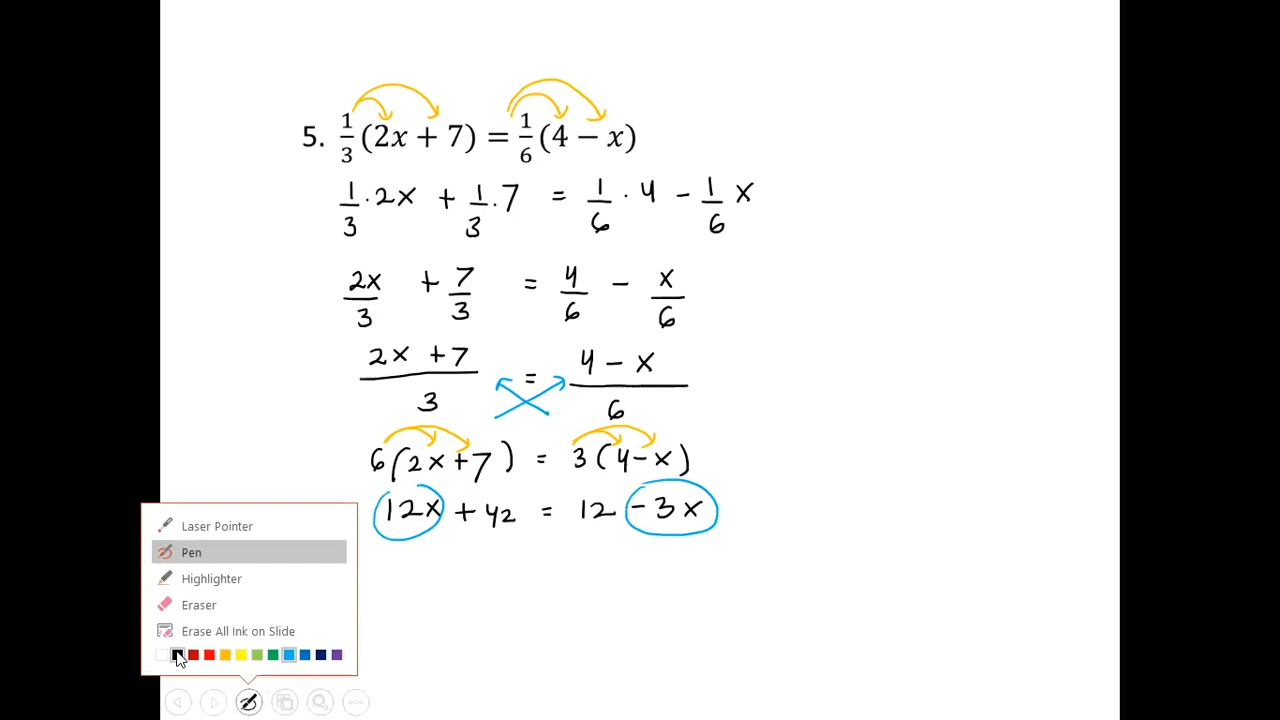 5. 1/3(2x + 7) = 1/6(4 − x)
1/3 · 2x + 1/3 · 7 = 1/6 · 4 − 1/6 x
2x/3 + 7/3 = 4/6 − x/6
2x + 7/3 = 4 − x/6
6(2x + 7) = 3(4 − x)
12x + 42 = 12 − 3x
Laser Pointer
Pen
Highlighter
Eraser
Erase All Ink on Slide